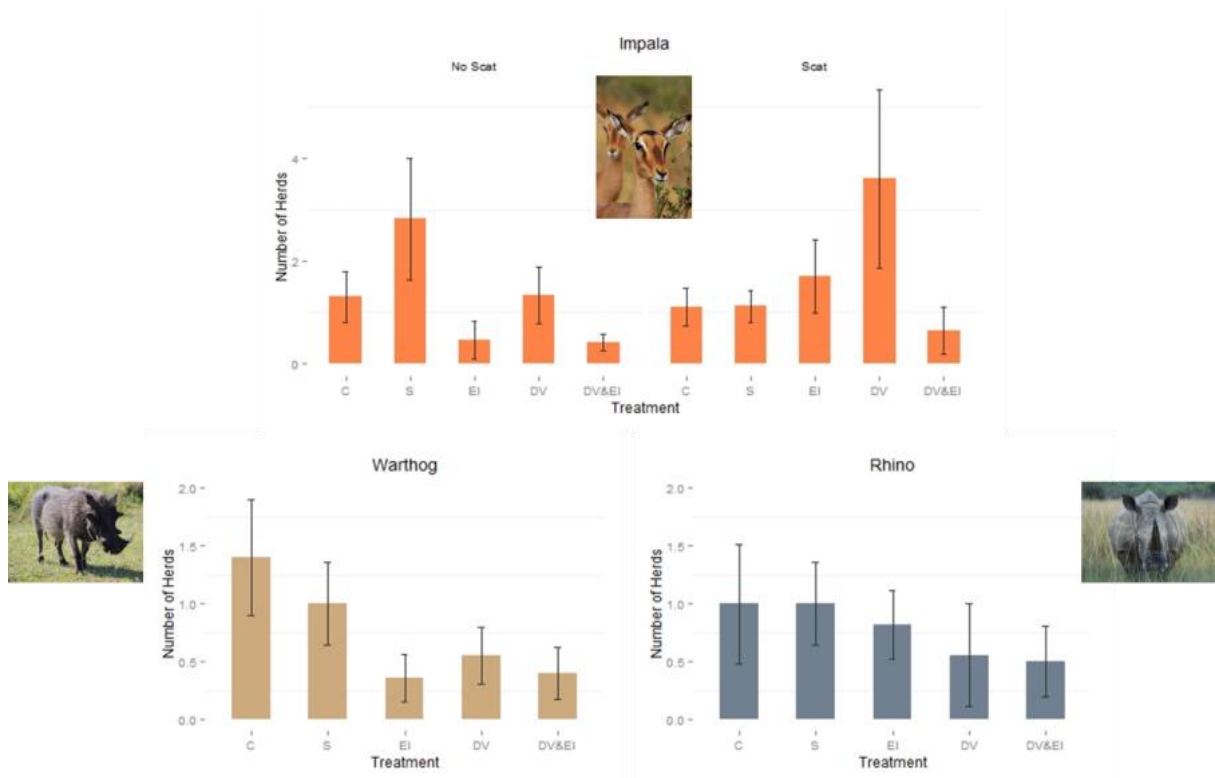 Impala
No Scat
Scat
Number of Herds
4
2
0
C S EI DV DV&EI C S EI DV DV&EI
Treatment
Warthog
Number of Herds
2.0
1.5
1.0
0.5
0.0
C S EI DV DV&EI
Treatment
Rhino
Number of Herds
2.0
1.5
1.0
0.5
0.0
C S EI DV DV&EI
Treatment